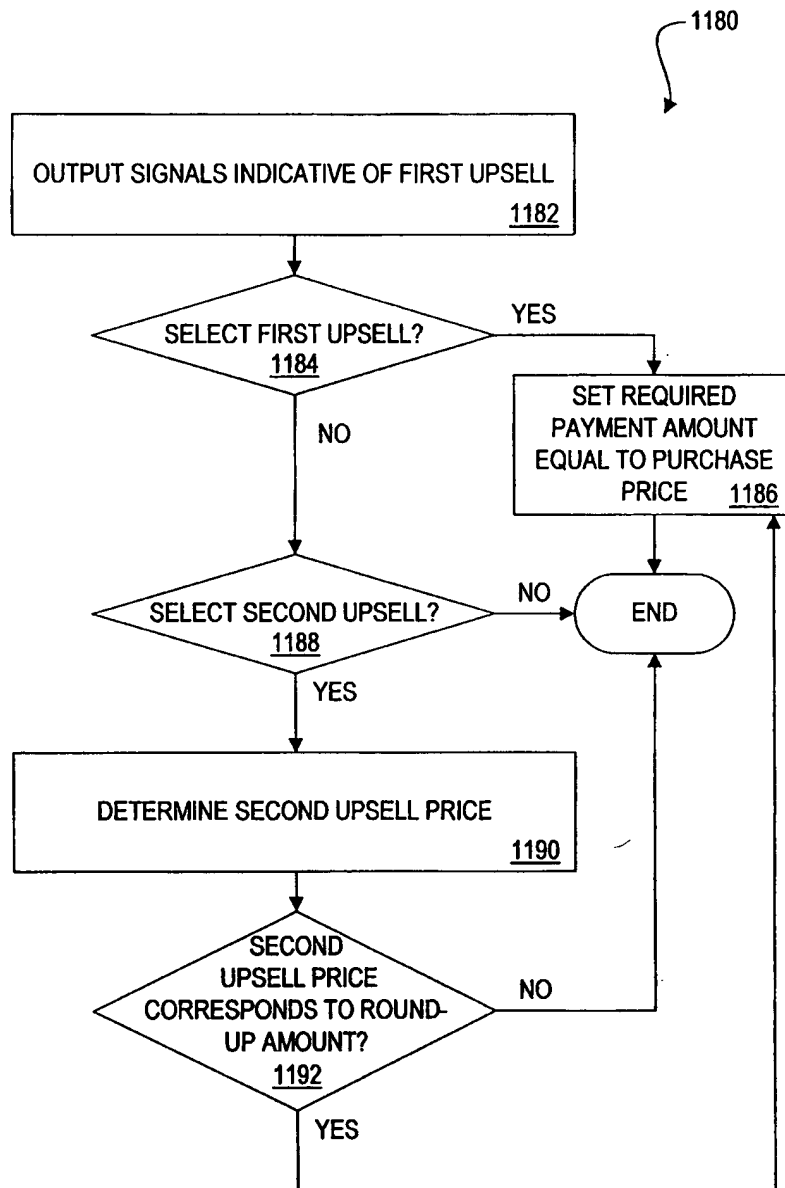 1180
OUTPUT SIGNALS INDICATIVE OF FIRST UPSELL
1182
SELECT FIRST UPSELL?
1184
YES
NO
SET REQUIRED
PAYMENT AMOUNT
EQUAL TO PURCHASE
PRICE
1186
SELECT SECOND UPSELL?
1188
NO
END
YES
DETERMINE SECOND UPSELL PRICE
1190
SECOND
UPSELL PRICE
CORRESPONDS TO ROUND-
UP AMOUNT?
1192
NO
YES